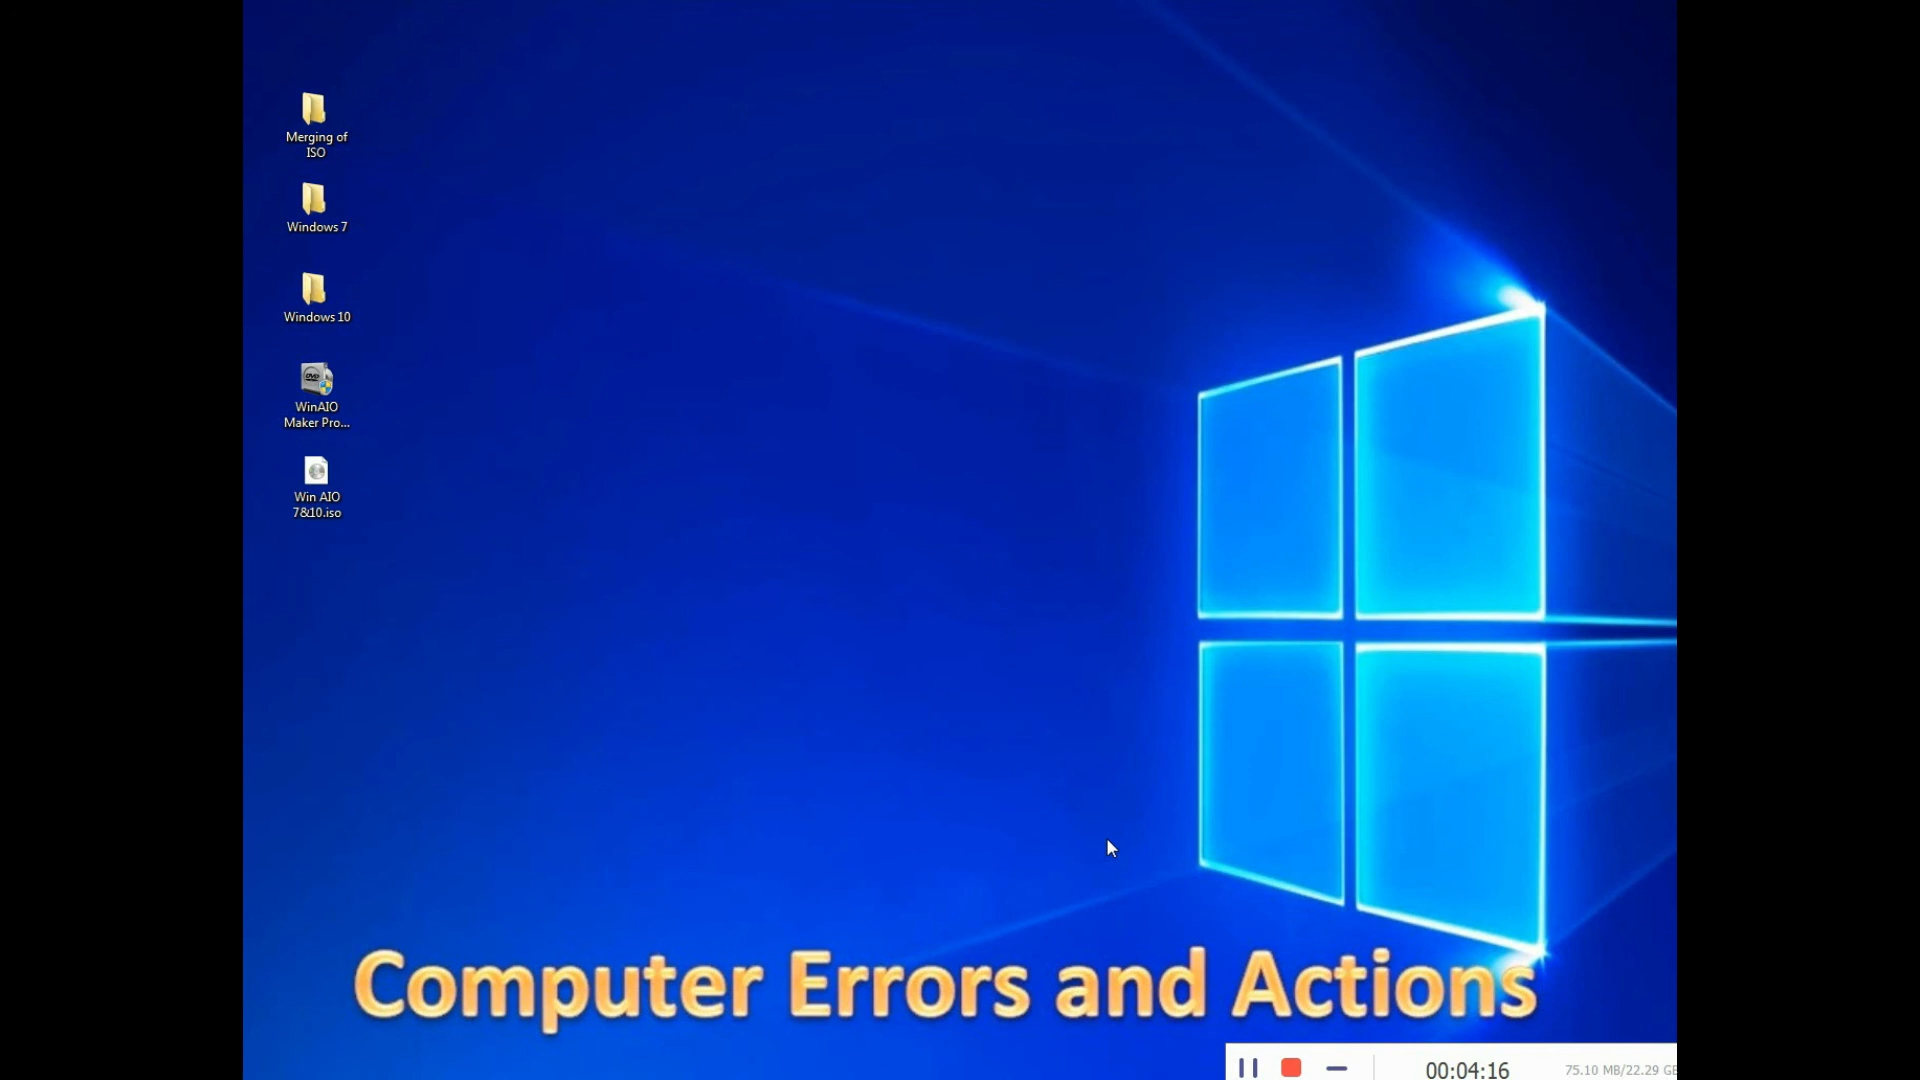 Merging of
ISO
Windows 7
Windows 10
WinAIO
Maker Pro...
Win AIO
7&10.iso
Computer Errors and Actions
00:04:16
75.10 MB/22.29 GB